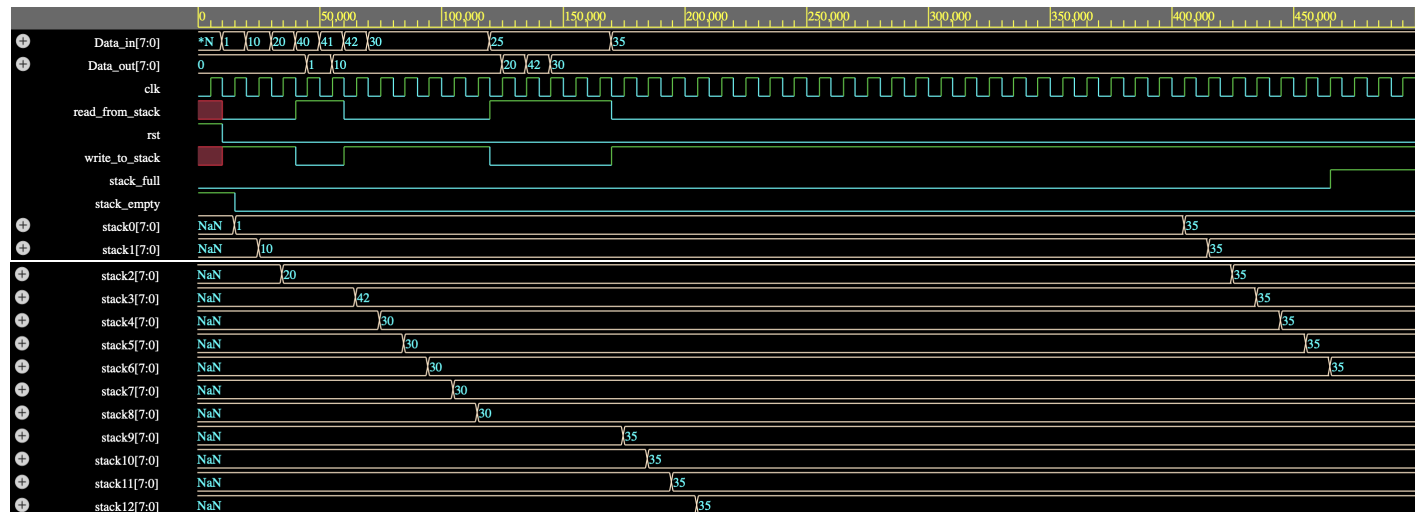 0 50,000 100,000 150,000 200,000 250,000 300,000 350,000 400,000 450,000
Data_in[7:0] *N 1 10 20 40 41 42 30 25 35
Data_out[7:0] 0 1 10 20 42 30
clk
read_from_stack
rst
write_to_stack
stack_full
stack_empty
stack0[7:0] NaN 1 35
stack1[7:0] NaN 10 35
stack2[7:0] NaN 20 35
stack3[7:0] NaN 42 35
stack4[7:0] NaN 30 35
stack5[7:0] NaN 30 35
stack6[7:0] NaN 30 35
stack7[7:0] NaN 30
stack8[7:0] NaN 30
stack9[7:0] NaN 35
stack10[7:0] NaN 35
stack11[7:0] NaN 35
stack12[7:0] NaN 35